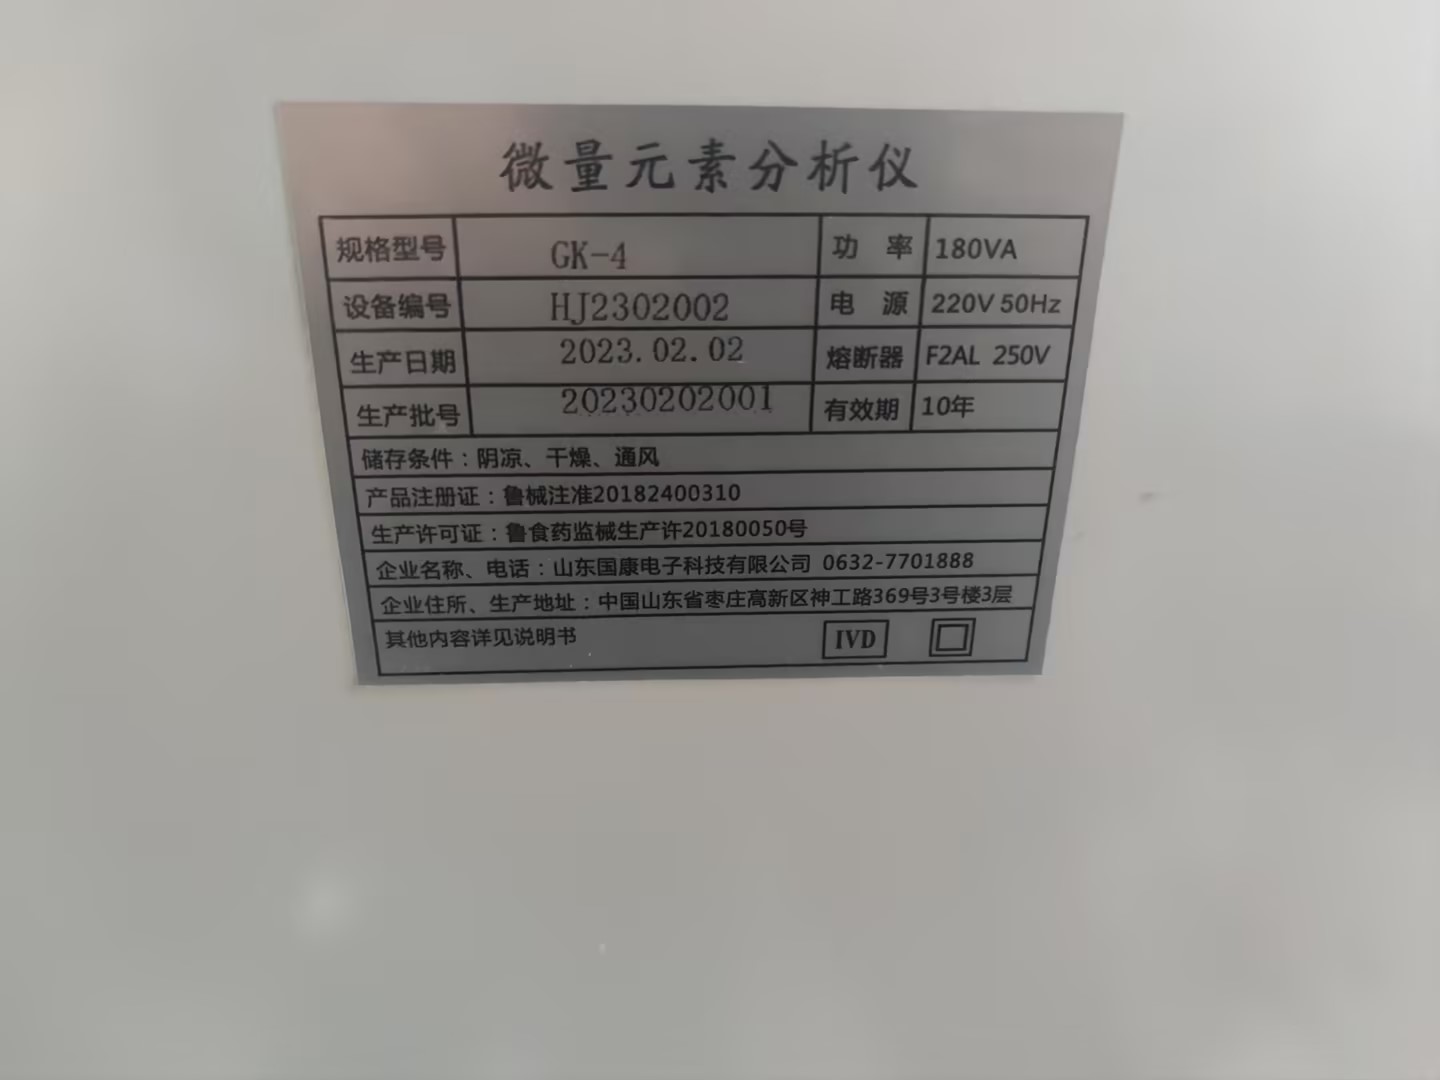 微量元素分析仪
规格型号 GK-4 功 率 180VA
设备编号 HJ2302002 电 源 220V 50Hz
生产日期 2023.02.02 熔断器 F2AL 250V
生产批号 20230202001 有效期 10年
储存条件：阴凉、干燥、通风
产品注册证：鲁械注准20182400310
生产许可证：鲁食药监械生产许20180050号
企业名称、电话：山东国康电子科技有限公司 0632-7701888
企业住所、生产地址：中国山东省枣庄高新区神工路369号3号楼3层
其他内容详见说明书 IVD